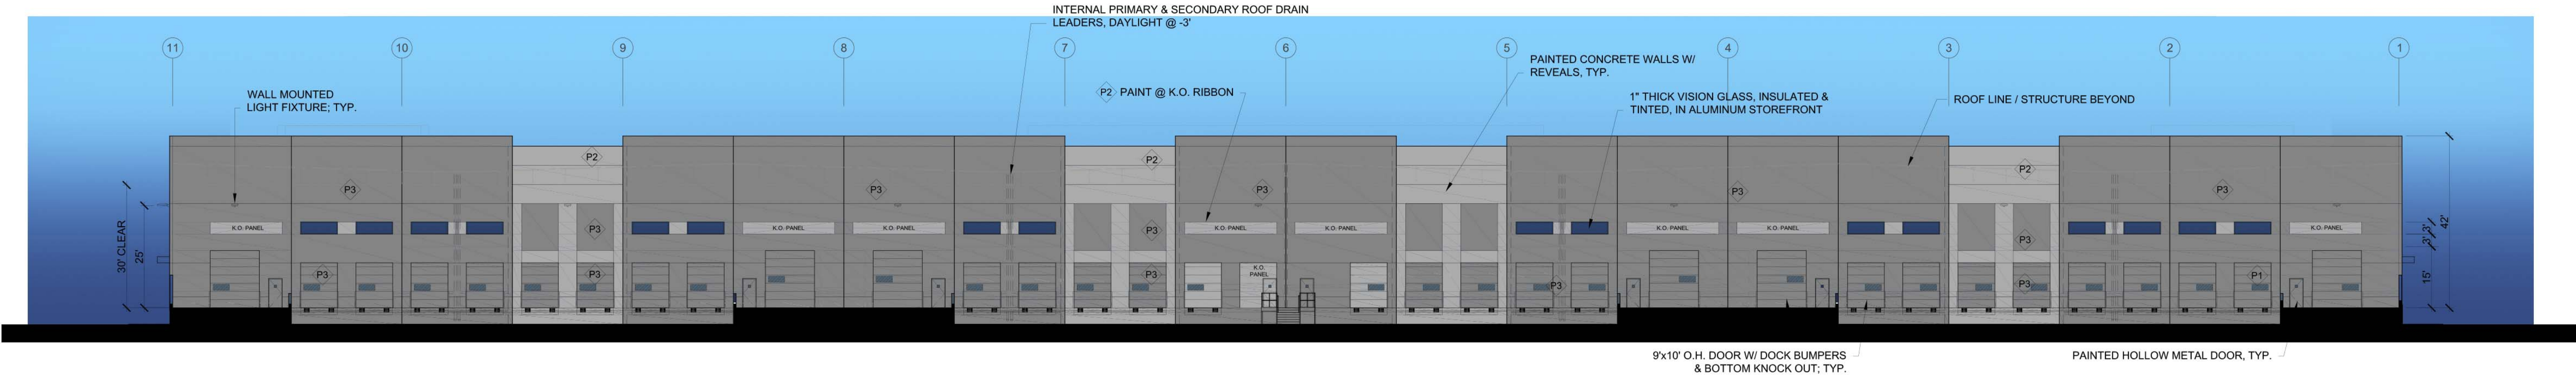 INTERNAL PRIMARY & SECONDARY ROOF DRAIN
LEADERS, DAYLIGHT @ -3'
11
10
9
8
7
6
5
4
3
2
1
PAINTED CONCRETE WALLS W/
REVEALS, TYP.
P2 PAINT @ K.O. RIBBON
WALL MOUNTED
LIGHT FIXTURE; TYP.
1" THICK VISION GLASS, INSULATED &
TINTED, IN ALUMINUM STOREFRONT
ROOF LINE / STRUCTURE BEYOND
P2
P2
P2
P3
P3
P3
P3
P3
K.O. PANEL
P3
K.O. PANEL
K.O. PANEL
P3
K.O. PANEL
K.O. PANEL
K.O. PANEL
K.O. PANEL
P3
K.O. PANEL
30' CLEAR
25'
42'
3'
3'
15'
P3
P3
P3
K.O.
PANEL
P3
P3
P1
9'x10' O.H. DOOR W/ DOCK BUMPERS
& BOTTOM KNOCK OUT; TYP.
PAINTED HOLLOW METAL DOOR, TYP.